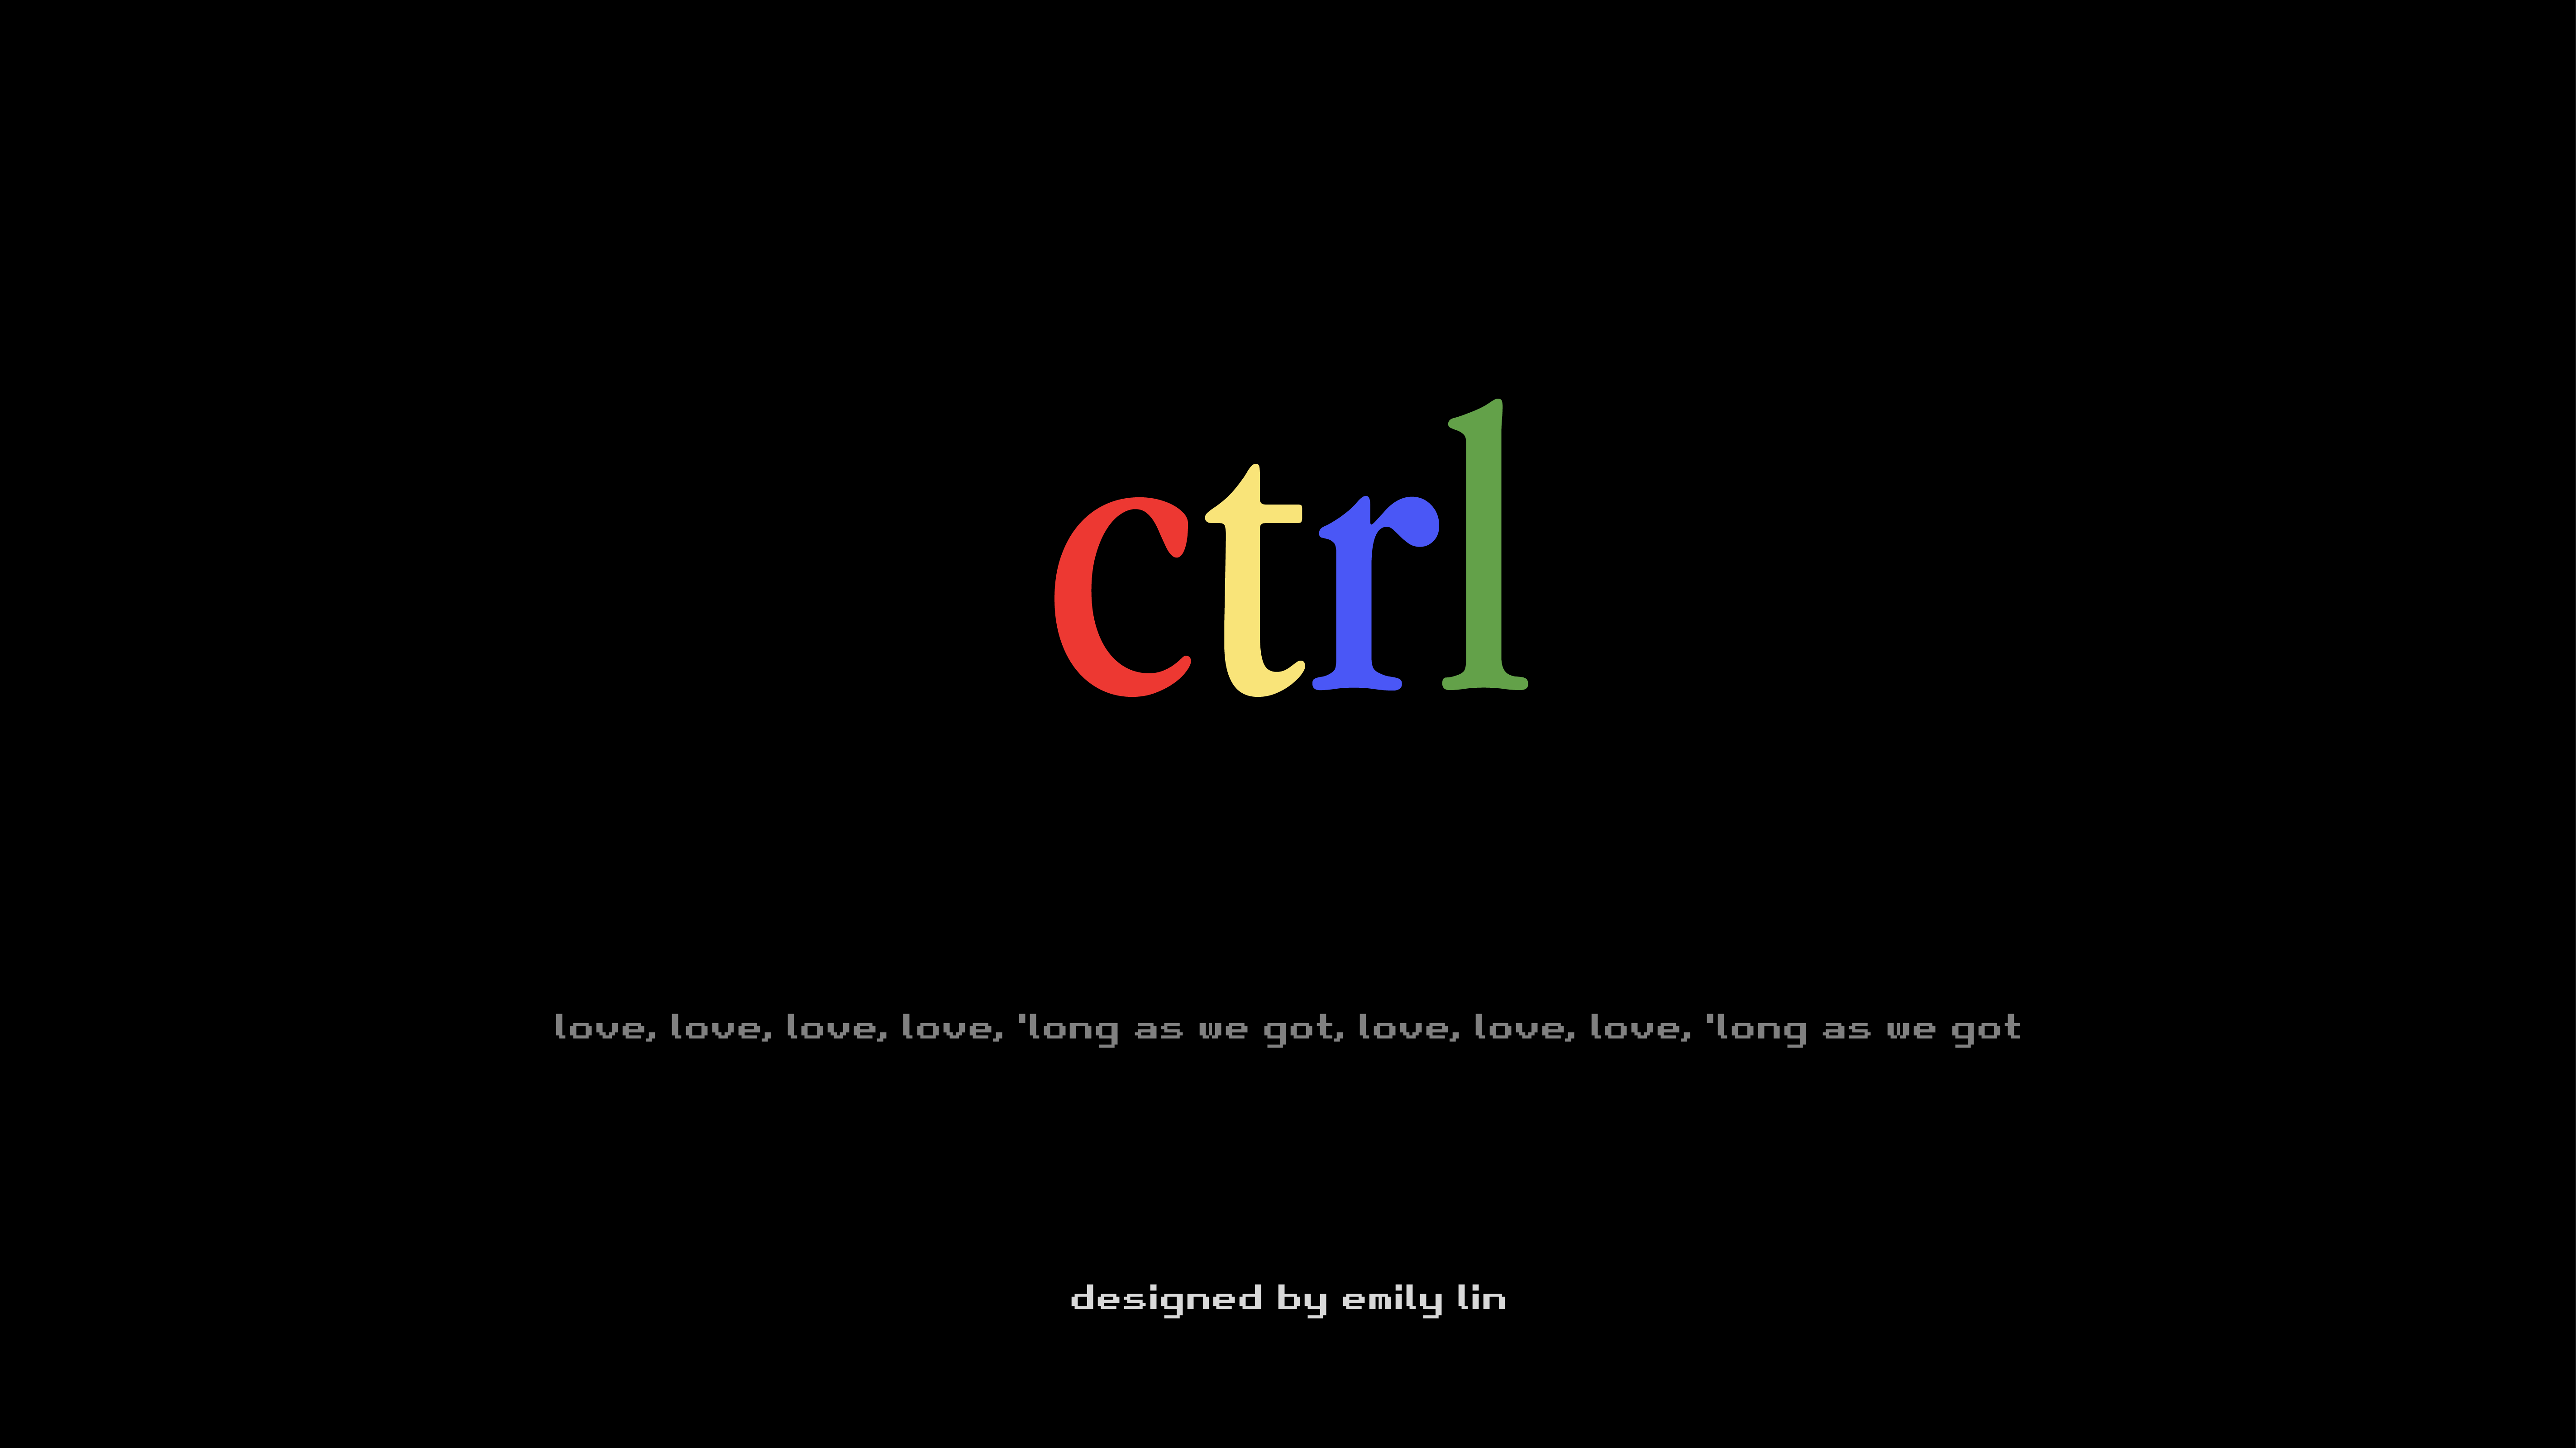 ctrl
love, love, love, love, 'long as we got, love, love, love, 'long as we got
designed by emily lin